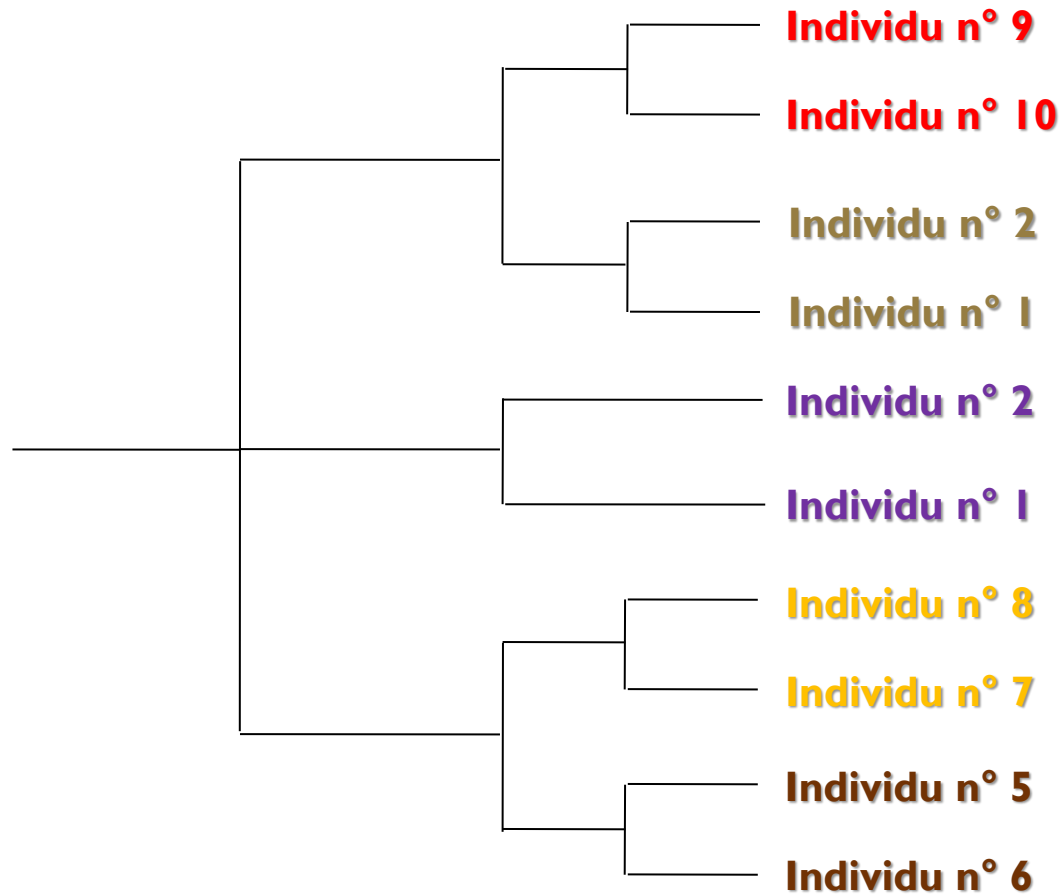 Individu n° 9
Individu n° 10
Individu n° 2
Individu n° 1
Individu n° 2
Individu n° 1
Individu n° 8
Individu n° 7
Individu n° 5
Individu n° 6